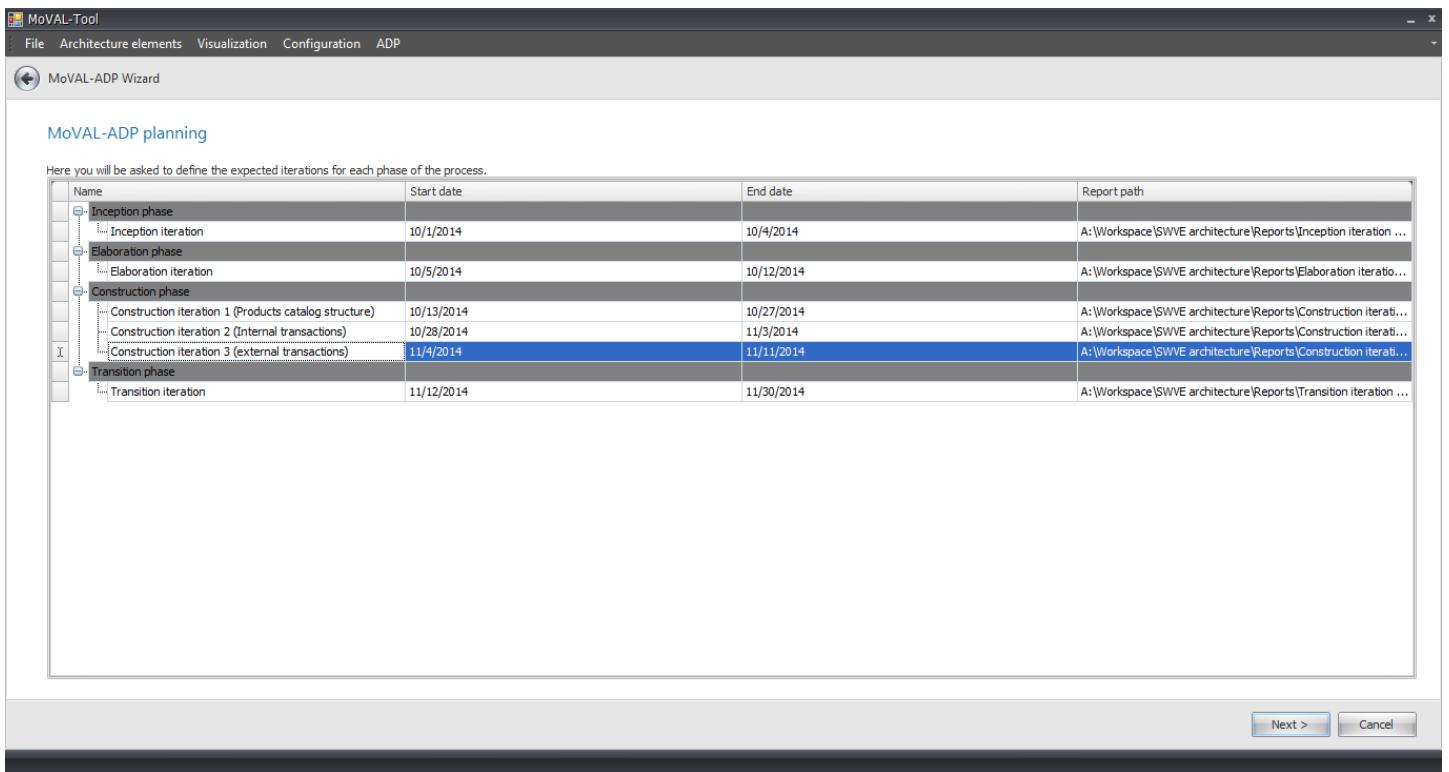 MoVAL-Tool
File Architecture elements Visualization Configuration ADP
MoVAL-ADP Wizard
MoVAL-ADP planning
Here you will be asked to define the expected iterations for each phase of the process.
Name Start date End date Report path
Inception phase
Inception iteration 10/1/2014 10/4/2014 A:\Workspace\SWVE architecture\Reports\Inception iteration ...
Elaboration phase
Elaboration iteration 10/5/2014 10/12/2014 A:\Workspace\SWVE architecture\Reports\Elaboration iteratio...
Construction phase
Construction iteration 1 (Products catalog structure) 10/13/2014 10/27/2014 A:\Workspace\SWVE architecture\Reports\Construction iterati...
Construction iteration 2 (Internal transactions) 10/28/2014 11/3/2014 A:\Workspace\SWVE architecture\Reports\Construction iterati...
Construction iteration 3 (external transactions) 11/4/2014 11/11/2014 A:\Workspace\SWVE architecture\Reports\Construction iterati...
Transition phase
Transition iteration 11/12/2014 11/30/2014 A:\Workspace\SWVE architecture\Reports\Transition iteration ...
Next > Cancel